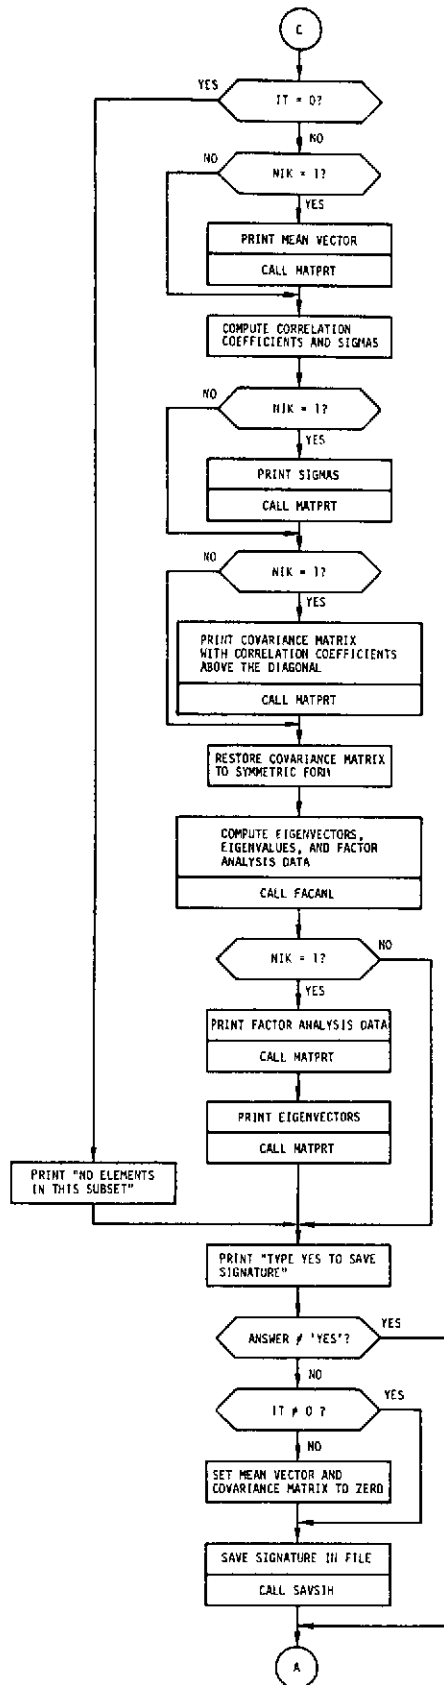 C
YES
IT = 0?
NO
NO
NIK = 1?
YES
PRINT MEAN VECTOR
CALL MATPRT
COMPUTE CORRELATION
COEFFICIENTS AND SIGMAS
NO
NIK = 1?
YES
PRINT SIGMAS
CALL MATPRT
NO
NIK = 1?
YES
PRINT COVARIANCE MATRIX
WITH CORRELATION COEFFICIENTS
ABOVE THE DIAGONAL
CALL MATPRT
RESTORE COVARIANCE MATRIX
TO SYMMETRIC FORM
COMPUTE EIGENVECTORS,
EIGENVALUES, AND FACTOR
ANALYSIS DATA
CALL FACANL
NIK = 1?
NO
YES
PRINT FACTOR ANALYSIS DATA
CALL MATPRT
PRINT EIGENVECTORS
CALL MATPRT
PRINT "NO ELEMENTS
IN THIS SUBSET"
PRINT "TYPE YES TO SAVE
SIGNATURE"
ANSWER ≠ 'YES'?
YES
NO
IT ≠ 0 ?
YES
NO
SET MEAN VECTOR AND
COVARIANCE MATRIX TO ZERO
SAVE SIGNATURE IN FILE
CALL SAVSIH
A